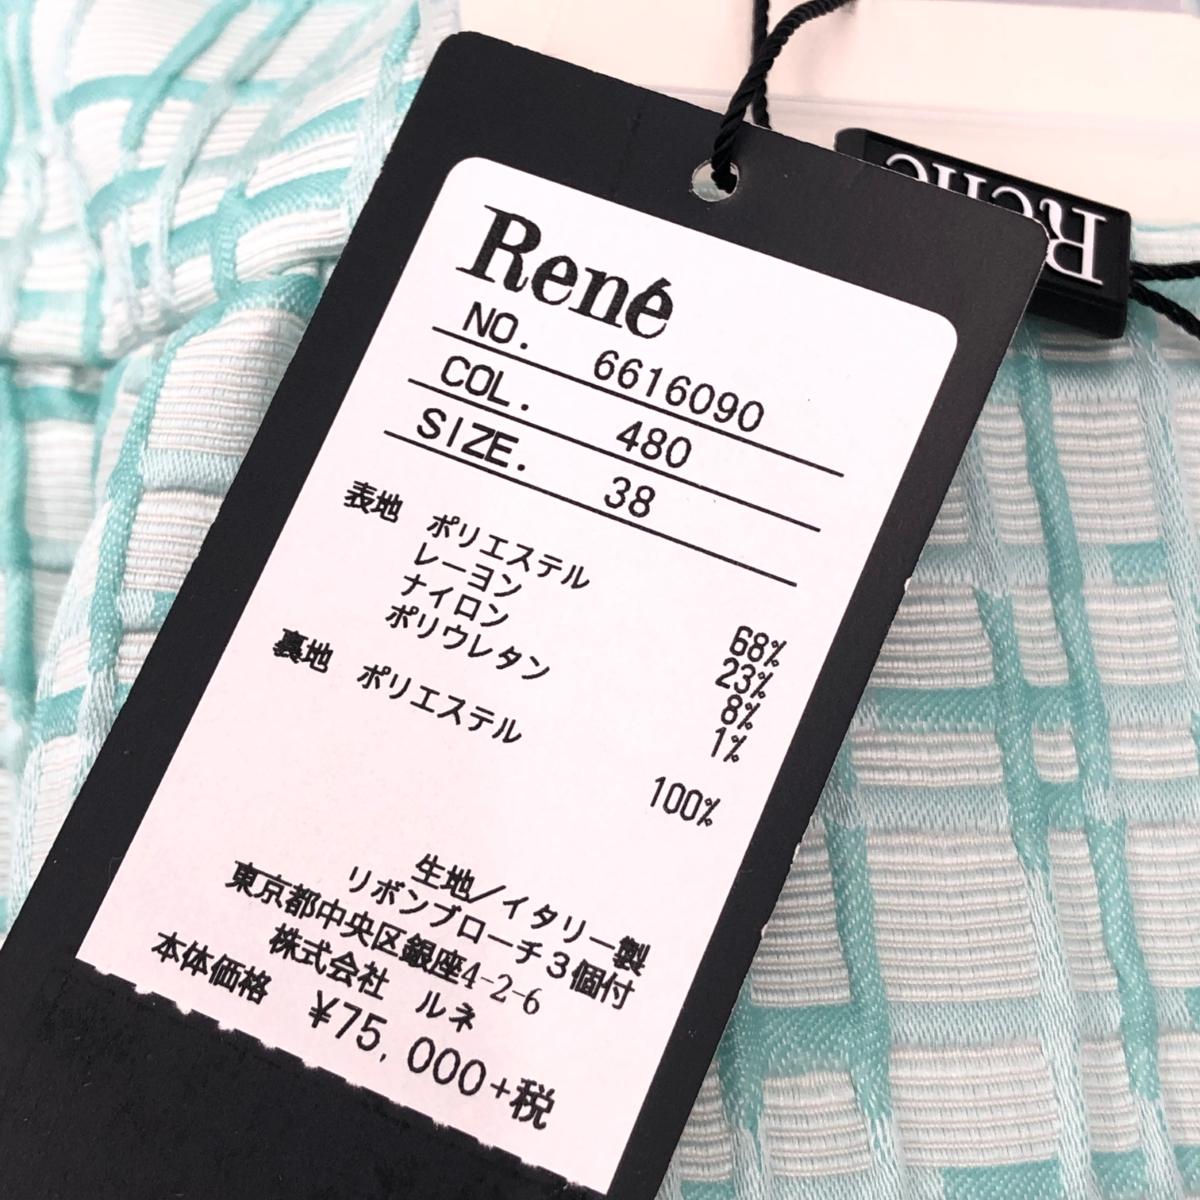 René
René
NO. 6616090
COL. 480
SIZE. 38
表地 ポリエステル 68%
レーヨン 23%
ナイロン 8%
ポリウレタン 1%
裏地 ポリエステル 100%
生地/イタリー製
リボンブローチ3個付
東京都中央区銀座4-2-6
株式会社 ルネ
本体価格 ¥75,000+税